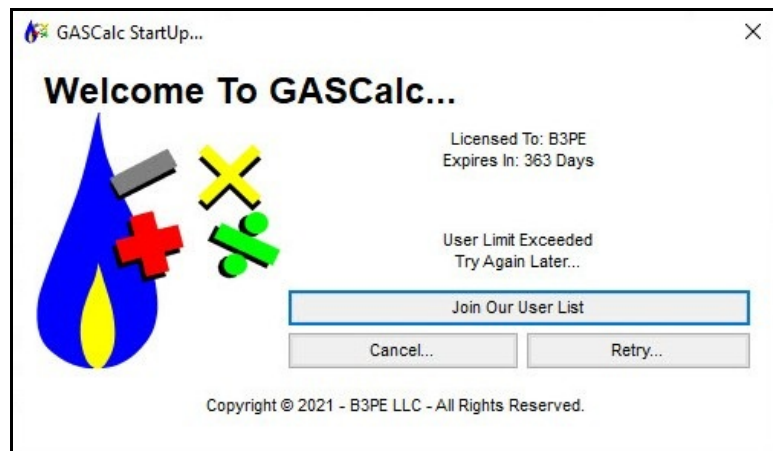 GASCalc StartUp...
Welcome To GASCalc...
Licensed To: B3PE
Expires In: 363 Days
User Limit Exceeded
Try Again Later...
Join Our User List
Cancel...
Retry...
Copyright © 2021 - B3PE LLC - All Rights Reserved.